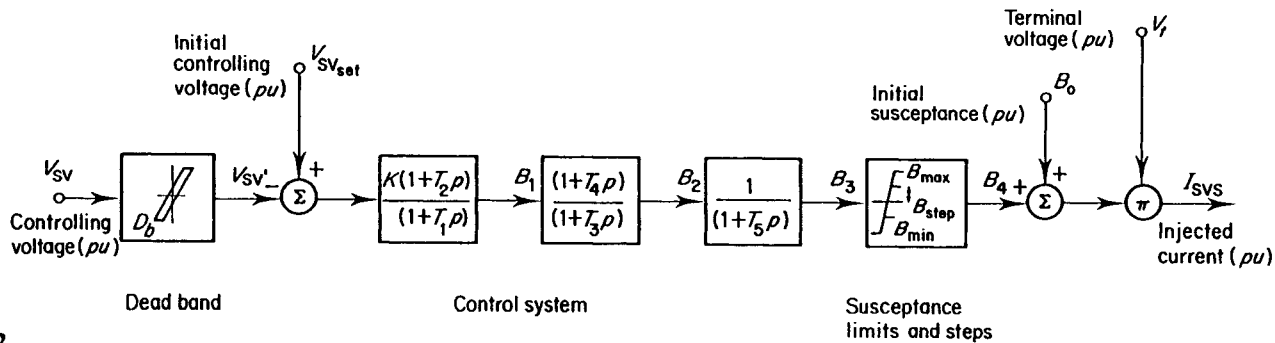 Initial
controlling
voltage (pu)
V_SVset
Terminal
voltage (pu)
V_t
Initial
susceptance (pu)
B_o
V_SV
Controlling
voltage (pu)
D_b
V_SV'
−
+
Σ
K(1+T_2p)
(1+T_1p)
B_1
(1+T_4p)
(1+T_3p)
B_2
1
(1+T_5p)
B_3
B_max
B_step
B_min
B_4
+
+
Σ
π
I_SVS
Injected
current (pu)
Dead band
Control system
Susceptance
limits and steps